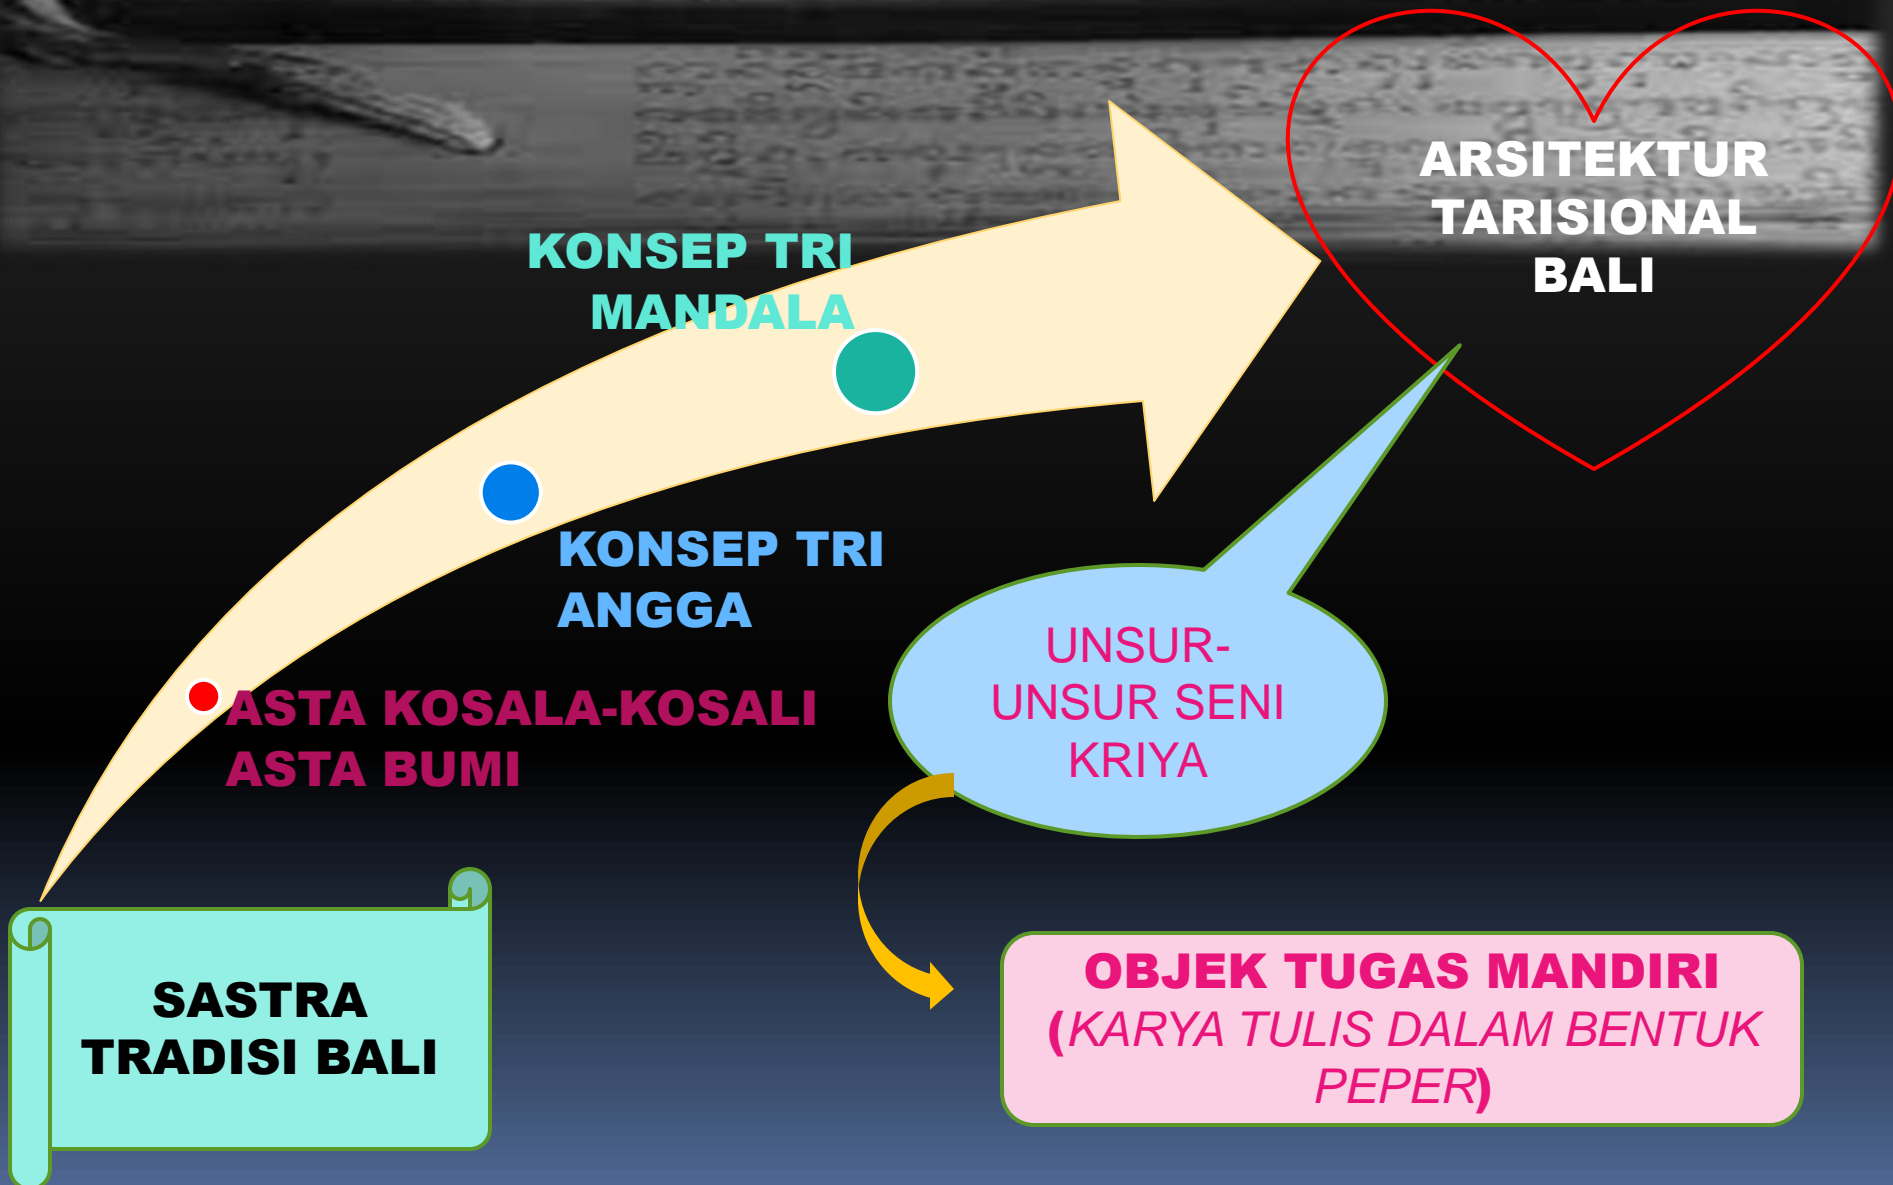 ARSITEKTUR
TARISIONAL
BALI
KONSEP TRI
MANDALA
KONSEP TRI
ANGGA
ASTA KOSALA-KOSALI
ASTA BUMI
UNSUR-
UNSUR SENI
KRIYA
SASTRA
TRADISI BALI
OBJEK TUGAS MANDIRI
(KARYA TULIS DALAM BENTUK
PEPER)